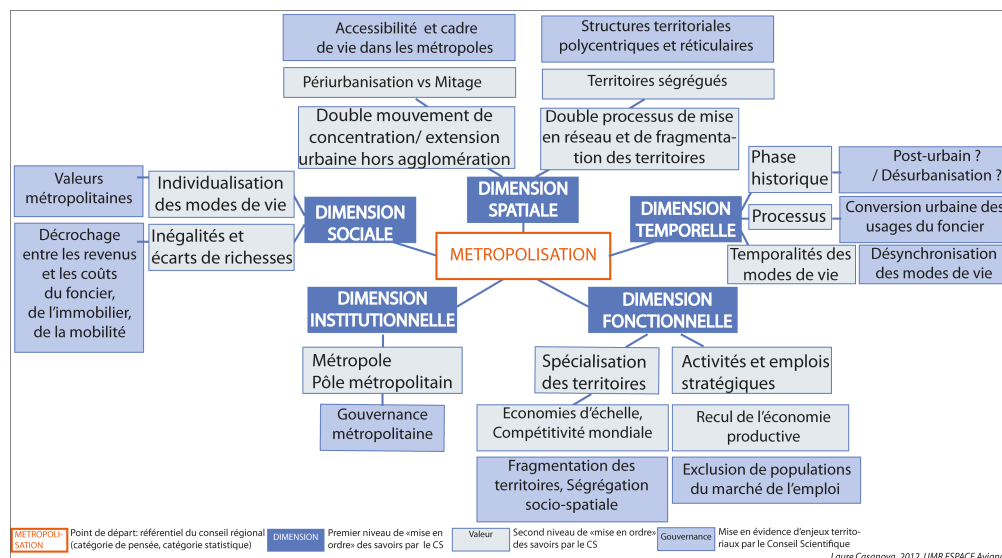 Accessibilité et cadre
de vie dans les métropoles
Structures territoriales
polycentriques et réticulaires
Périurbanisation vs Mitage
Territoires ségrégués
Double mouvement de
concentration/ extension
urbaine hors agglomération
Double processus de mise
en réseau et de fragmenta-
tion des territoires
Phase
historique
Post-urbain ?
/ Désurbanisation ?
Valeurs
métropolitaines
Individualisation
des modes de vie
DIMENSION
SOCIALE
DIMENSION
SPATIALE
DIMENSION
TEMPORELLE
Processus
Conversion urbaine des
usages du foncier
Décrochage
entre les revenus
et les coûts
du foncier,
de l'immobilier,
de la mobilité
Inégalités et
écarts de richesses
METROPOLISATION
Temporalités des
modes de vie
Désynchronisation
des modes de vie
DIMENSION
INSTITUTIONNELLE
DIMENSION
FONCTIONNELLE
Métropole
Pôle métropolitain
Spécialisation
des territoires
Activités et emplois
stratégiques
Gouvernance
métropolitaine
Economies d'échelle,
Compétitivité mondiale
Recul de l'économie
productive
Fragmentation des
territoires, Ségrégation
socio-spatiale
Exclusion de populations
du marché de l'emploi
METROPOLI-
SATION
Point de départ: référentiel du conseil régional
(catégorie de pensée, catégorie statistique)
DIMENSION
Premier niveau de «mise en
ordre» des savoirs par le CS
Valeur
Second niveau de «mise en ordre»
des savoirs par le CS
Gouvernance
Mise en évidence d'enjeux territo-
riaux par le Conseil Scientifique
Laure Casanova, 2012, UMR ESPACE